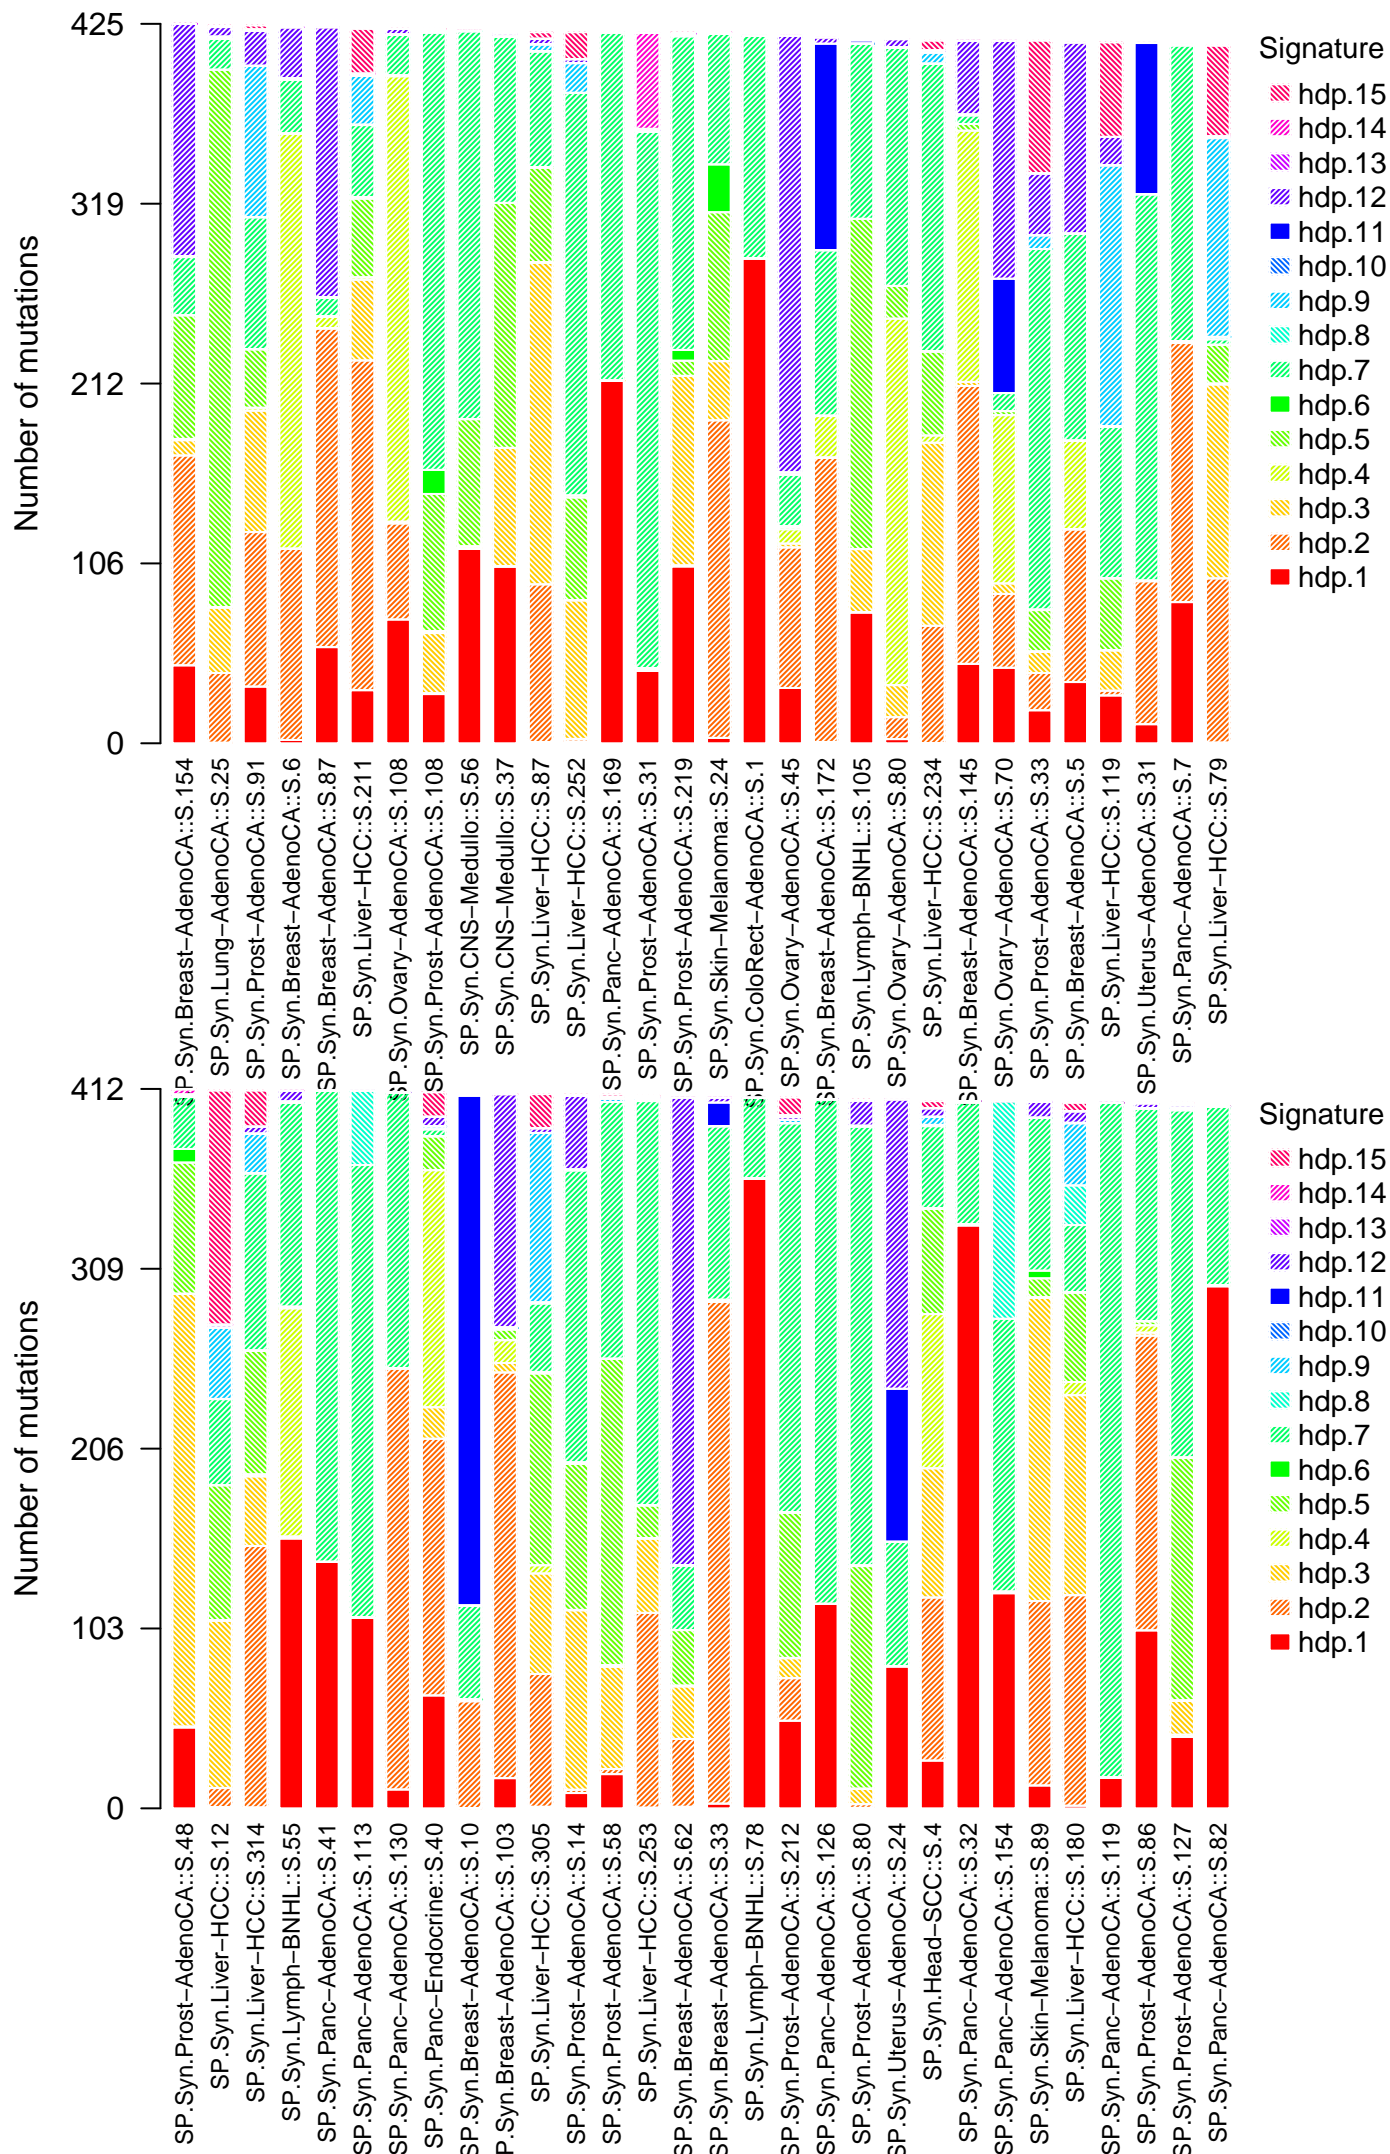 Number of mutations
425
319
212
106
0
Signature
hdp.15
hdp.14
hdp.13
hdp.12
hdp.11
hdp.10
hdp.9
hdp.8
hdp.7
hdp.6
hdp.5
hdp.4
hdp.3
hdp.2
hdp.1
SP.Syn.Breast−AdenoCA::S.154
SP.Syn.Lung−AdenoCA::S.25
SP.Syn.Prost−AdenoCA::S.91
SP.Syn.Breast−AdenoCA::S.6
SP.Syn.Breast−AdenoCA::S.87
SP.Syn.Liver−HCC::S.211
SP.Syn.Ovary−AdenoCA::S.108
SP.Syn.Prost−AdenoCA::S.108
SP.Syn.CNS−Medullo::S.56
SP.Syn.CNS−Medullo::S.37
SP.Syn.Liver−HCC::S.87
SP.Syn.Liver−HCC::S.252
SP.Syn.Panc−AdenoCA::S.169
SP.Syn.Prost−AdenoCA::S.31
SP.Syn.Prost−AdenoCA::S.219
SP.Syn.Skin−Melanoma::S.24
SP.Syn.ColoRect−AdenoCA::S.1
SP.Syn.Ovary−AdenoCA::S.45
SP.Syn.Breast−AdenoCA::S.172
SP.Syn.Lymph−BNHL::S.105
SP.Syn.Ovary−AdenoCA::S.80
SP.Syn.Liver−HCC::S.234
SP.Syn.Breast−AdenoCA::S.145
SP.Syn.Ovary−AdenoCA::S.70
SP.Syn.Prost−AdenoCA::S.33
SP.Syn.Breast−AdenoCA::S.5
SP.Syn.Liver−HCC::S.119
SP.Syn.Uterus−AdenoCA::S.31
SP.Syn.Panc−AdenoCA::S.7
SP.Syn.Liver−HCC::S.79
Number of mutations
412
309
206
103
0
Signature
hdp.15
hdp.14
hdp.13
hdp.12
hdp.11
hdp.10
hdp.9
hdp.8
hdp.7
hdp.6
hdp.5
hdp.4
hdp.3
hdp.2
hdp.1
SP.Syn.Prost−AdenoCA::S.48
SP.Syn.Liver−HCC::S.12
SP.Syn.Liver−HCC::S.314
SP.Syn.Lymph−BNHL::S.55
SP.Syn.Panc−AdenoCA::S.41
SP.Syn.Panc−AdenoCA::S.113
SP.Syn.Panc−AdenoCA::S.130
SP.Syn.Panc−Endocrine::S.40
SP.Syn.Breast−AdenoCA::S.10
SP.Syn.Breast−AdenoCA::S.103
SP.Syn.Liver−HCC::S.305
SP.Syn.Prost−AdenoCA::S.14
SP.Syn.Prost−AdenoCA::S.58
SP.Syn.Liver−HCC::S.253
SP.Syn.Breast−AdenoCA::S.62
SP.Syn.Breast−AdenoCA::S.33
SP.Syn.Lymph−BNHL::S.78
SP.Syn.Prost−AdenoCA::S.212
SP.Syn.Panc−AdenoCA::S.126
SP.Syn.Prost−AdenoCA::S.80
SP.Syn.Uterus−AdenoCA::S.24
SP.Syn.Head−SCC::S.4
SP.Syn.Panc−AdenoCA::S.32
SP.Syn.Panc−AdenoCA::S.154
SP.Syn.Skin−Melanoma::S.89
SP.Syn.Liver−HCC::S.180
SP.Syn.Panc−AdenoCA::S.119
SP.Syn.Prost−AdenoCA::S.86
SP.Syn.Prost−AdenoCA::S.127
SP.Syn.Panc−AdenoCA::S.82